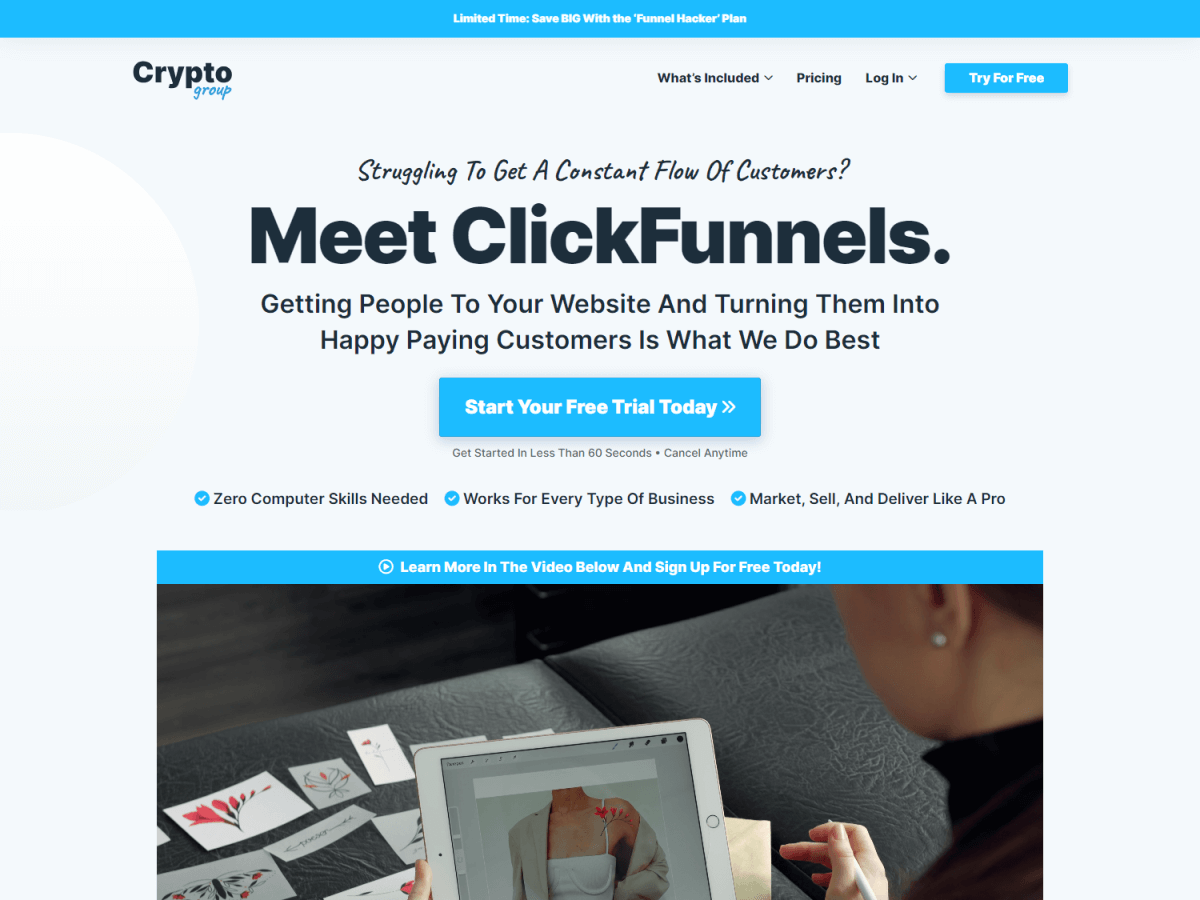 Limited Time: Save BIG With the ‘Funnel Hacker’ Plan
Crypto
group
What’s Included
Pricing
Log In
Try For Free
Struggling To Get A Constant Flow Of Customers?
Meet ClickFunnels.
Getting People To Your Website And Turning Them Into
Happy Paying Customers Is What We Do Best
Start Your Free Trial Today
Get Started In Less Than 60 Seconds • Cancel Anytime
Zero Computer Skills Needed
Works For Every Type Of Business
Market, Sell, And Deliver Like A Pro
Learn More In The Video Below And Sign Up For Free Today!